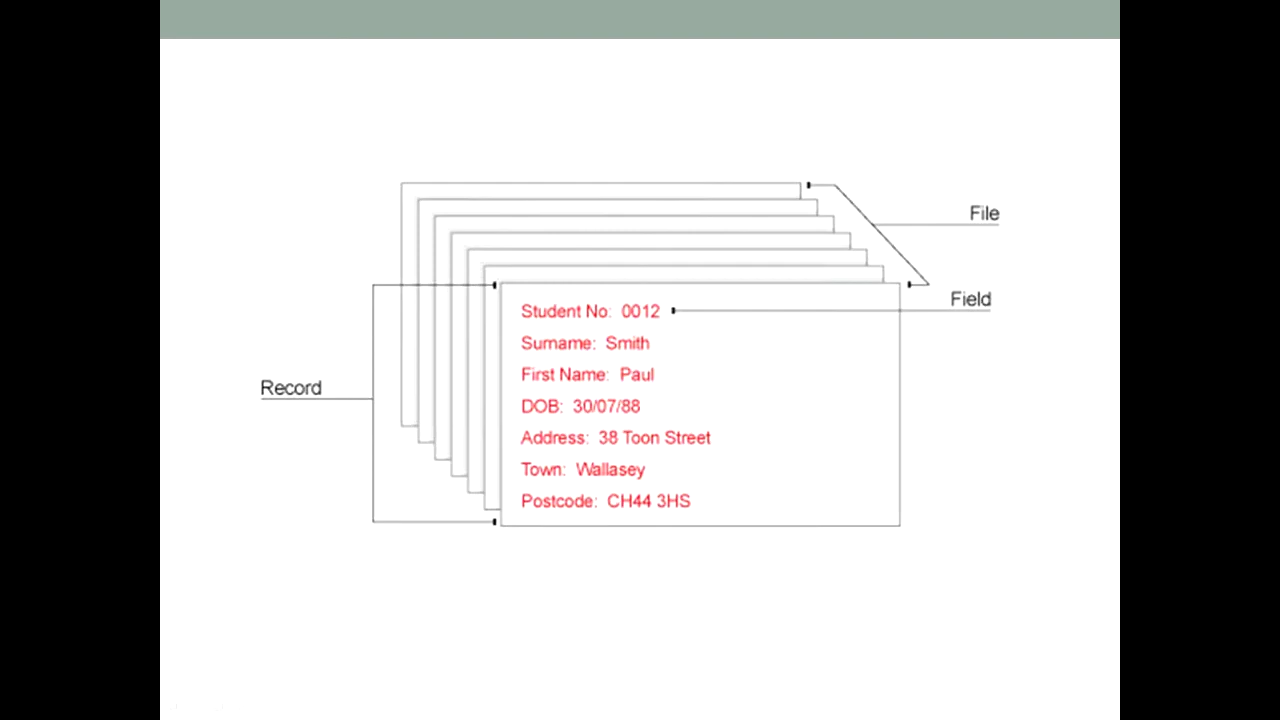 File
Field
Student No: 0012
Surname: Smith
First Name: Paul
Record
DOB: 30/07/88
Address: 38 Toon Street
Town: Wallasey
Postcode: CH44 3HS